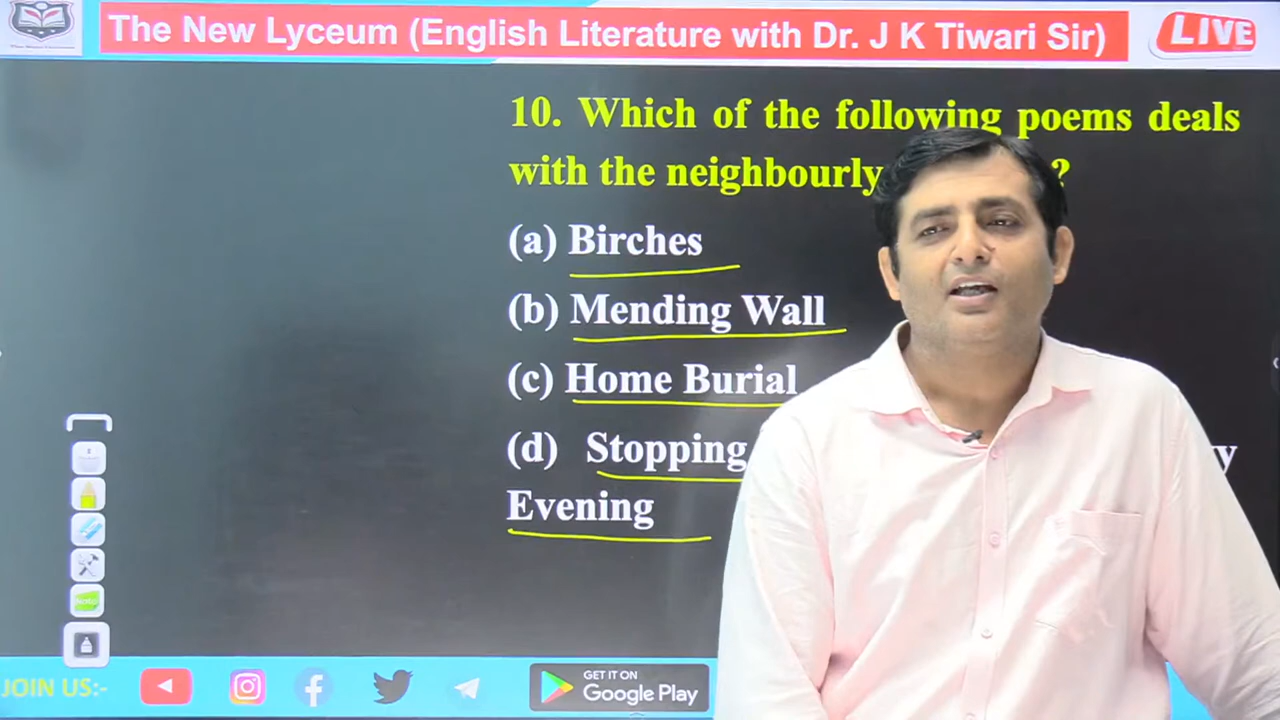 The New Lyceum (English Literature with Dr. J K Tiwari Sir)
LIVE
10. Which of the following poems deals
with the neighbourly ?
(a) Birches
(b) Mending Wall
(c) Home Burial
(d) Stopping y
Evening
JOIN US:-
GET IT ON
Google Play